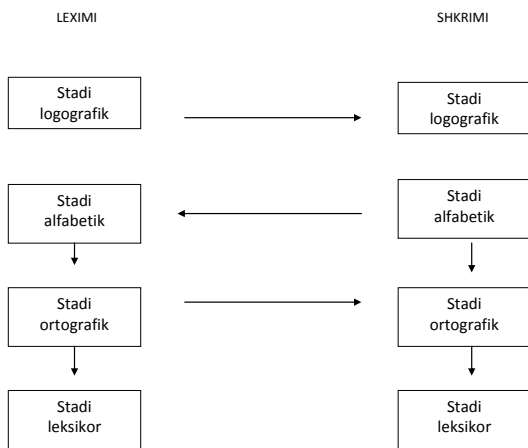 LEXIMI
SHKRIMI
Stadi
logografik
Stadi
logografik
Stadi
alfabetik
Stadi
alfabetik
Stadi
ortografik
Stadi
ortografik
Stadi
leksikor
Stadi
leksikor